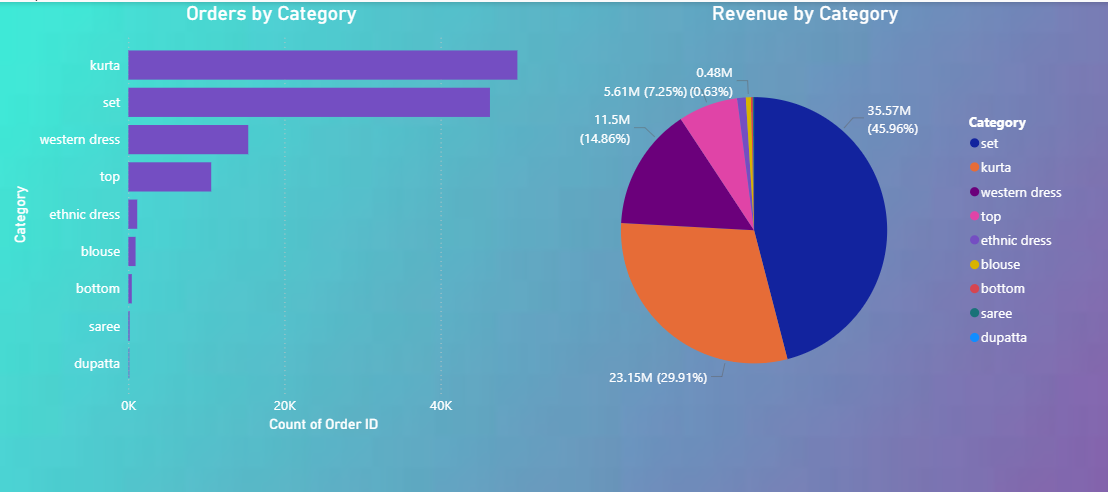 Orders by Category
Category
kurta
set
western dress
top
ethnic dress
blouse
bottom
saree
dupatta
0K 20K 40K
Count of Order ID
Revenue by Category
0.48M
(0.63%)
5.61M (7.25%)
11.5M
(14.86%)
23.15M (29.91%)
35.57M
(45.96%)
Category
set
kurta
western dress
top
ethnic dress
blouse
bottom
saree
dupatta